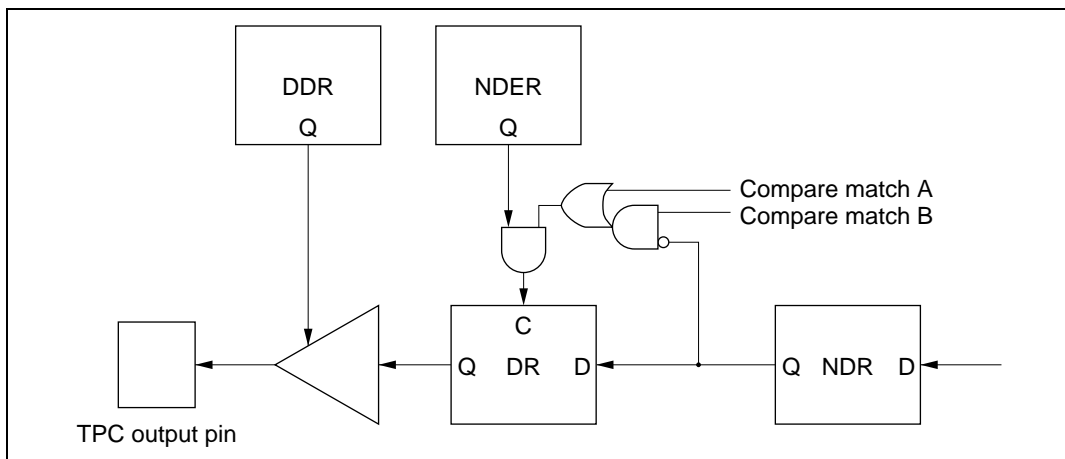 DDR
Q
NDER
Q
Compare match A
Compare match B
C
Q DR D
Q NDR D
TPC output pin